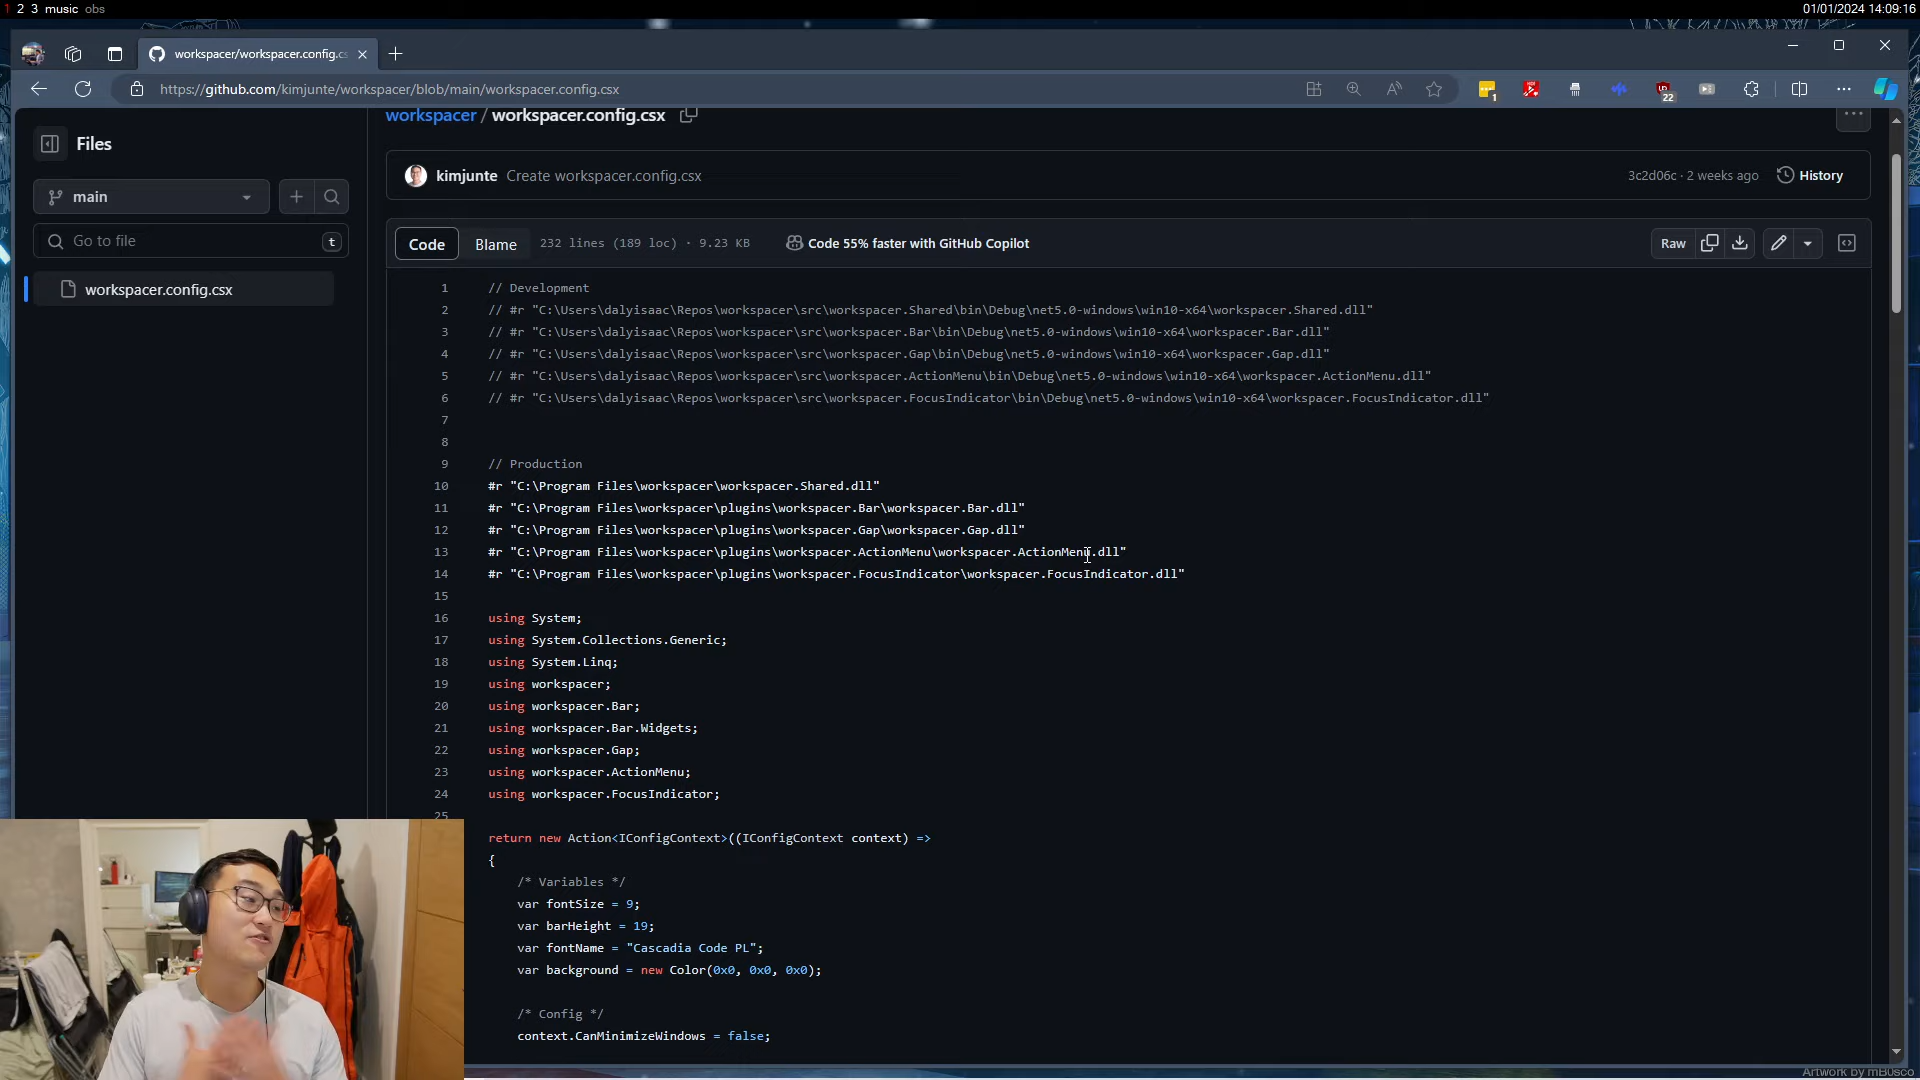 1 2 3 music obs
01/01/2024 14:09:16
workspacer/workspacer.config.cs
https://github.com/kimjunte/workspacer/blob/main/workspacer.config.csx
1
22
Files
main
Go to file
t
workspacer.config.csx
workspacer / workspacer.config.csx
kimjunte Create workspacer.config.csx
3c2d06c · 2 weeks ago
History
Code
Blame
232 lines (189 loc) · 9.23 KB
Code 55% faster with GitHub Copilot
Raw
1 // Development
2 // #r "C:\Users\dalyisaac\Repos\workspacer\src\workspacer.Shared\bin\Debug\net5.0-windows\win10-x64\workspacer.Shared.dll"
3 // #r "C:\Users\dalyisaac\Repos\workspacer\src\workspacer.Bar\bin\Debug\net5.0-windows\win10-x64\workspacer.Bar.dll"
4 // #r "C:\Users\dalyisaac\Repos\workspacer\src\workspacer.Gap\bin\Debug\net5.0-windows\win10-x64\workspacer.Gap.dll"
5 // #r "C:\Users\dalyisaac\Repos\workspacer\src\workspacer.ActionMenu\bin\Debug\net5.0-windows\win10-x64\workspacer.ActionMenu.dll"
6 // #r "C:\Users\dalyisaac\Repos\workspacer\src\workspacer.FocusIndicator\bin\Debug\net5.0-windows\win10-x64\workspacer.FocusIndicator.dll"
7
8
9 // Production
10 #r "C:\Program Files\workspacer\workspacer.Shared.dll"
11 #r "C:\Program Files\workspacer\plugins\workspacer.Bar\workspacer.Bar.dll"
12 #r "C:\Program Files\workspacer\plugins\workspacer.Gap\workspacer.Gap.dll"
13 #r "C:\Program Files\workspacer\plugins\workspacer.ActionMenu\workspacer.ActionMenu.dll"
14 #r "C:\Program Files\workspacer\plugins\workspacer.FocusIndicator\workspacer.FocusIndicator.dll"
15
16 using System;
17 using System.Collections.Generic;
18 using System.Linq;
19 using workspacer;
20 using workspacer.Bar;
21 using workspacer.Bar.Widgets;
22 using workspacer.Gap;
23 using workspacer.ActionMenu;
24 using workspacer.FocusIndicator;
25
return new Action<IConfigContext>((IConfigContext context) =>
{
/* Variables */
var fontSize = 9;
var barHeight = 19;
var fontName = "Cascadia Code PL";
var background = new Color(0x0, 0x0, 0x0);
/* Config */
context.CanMinimizeWindows = false;
Artwork by mB0sco